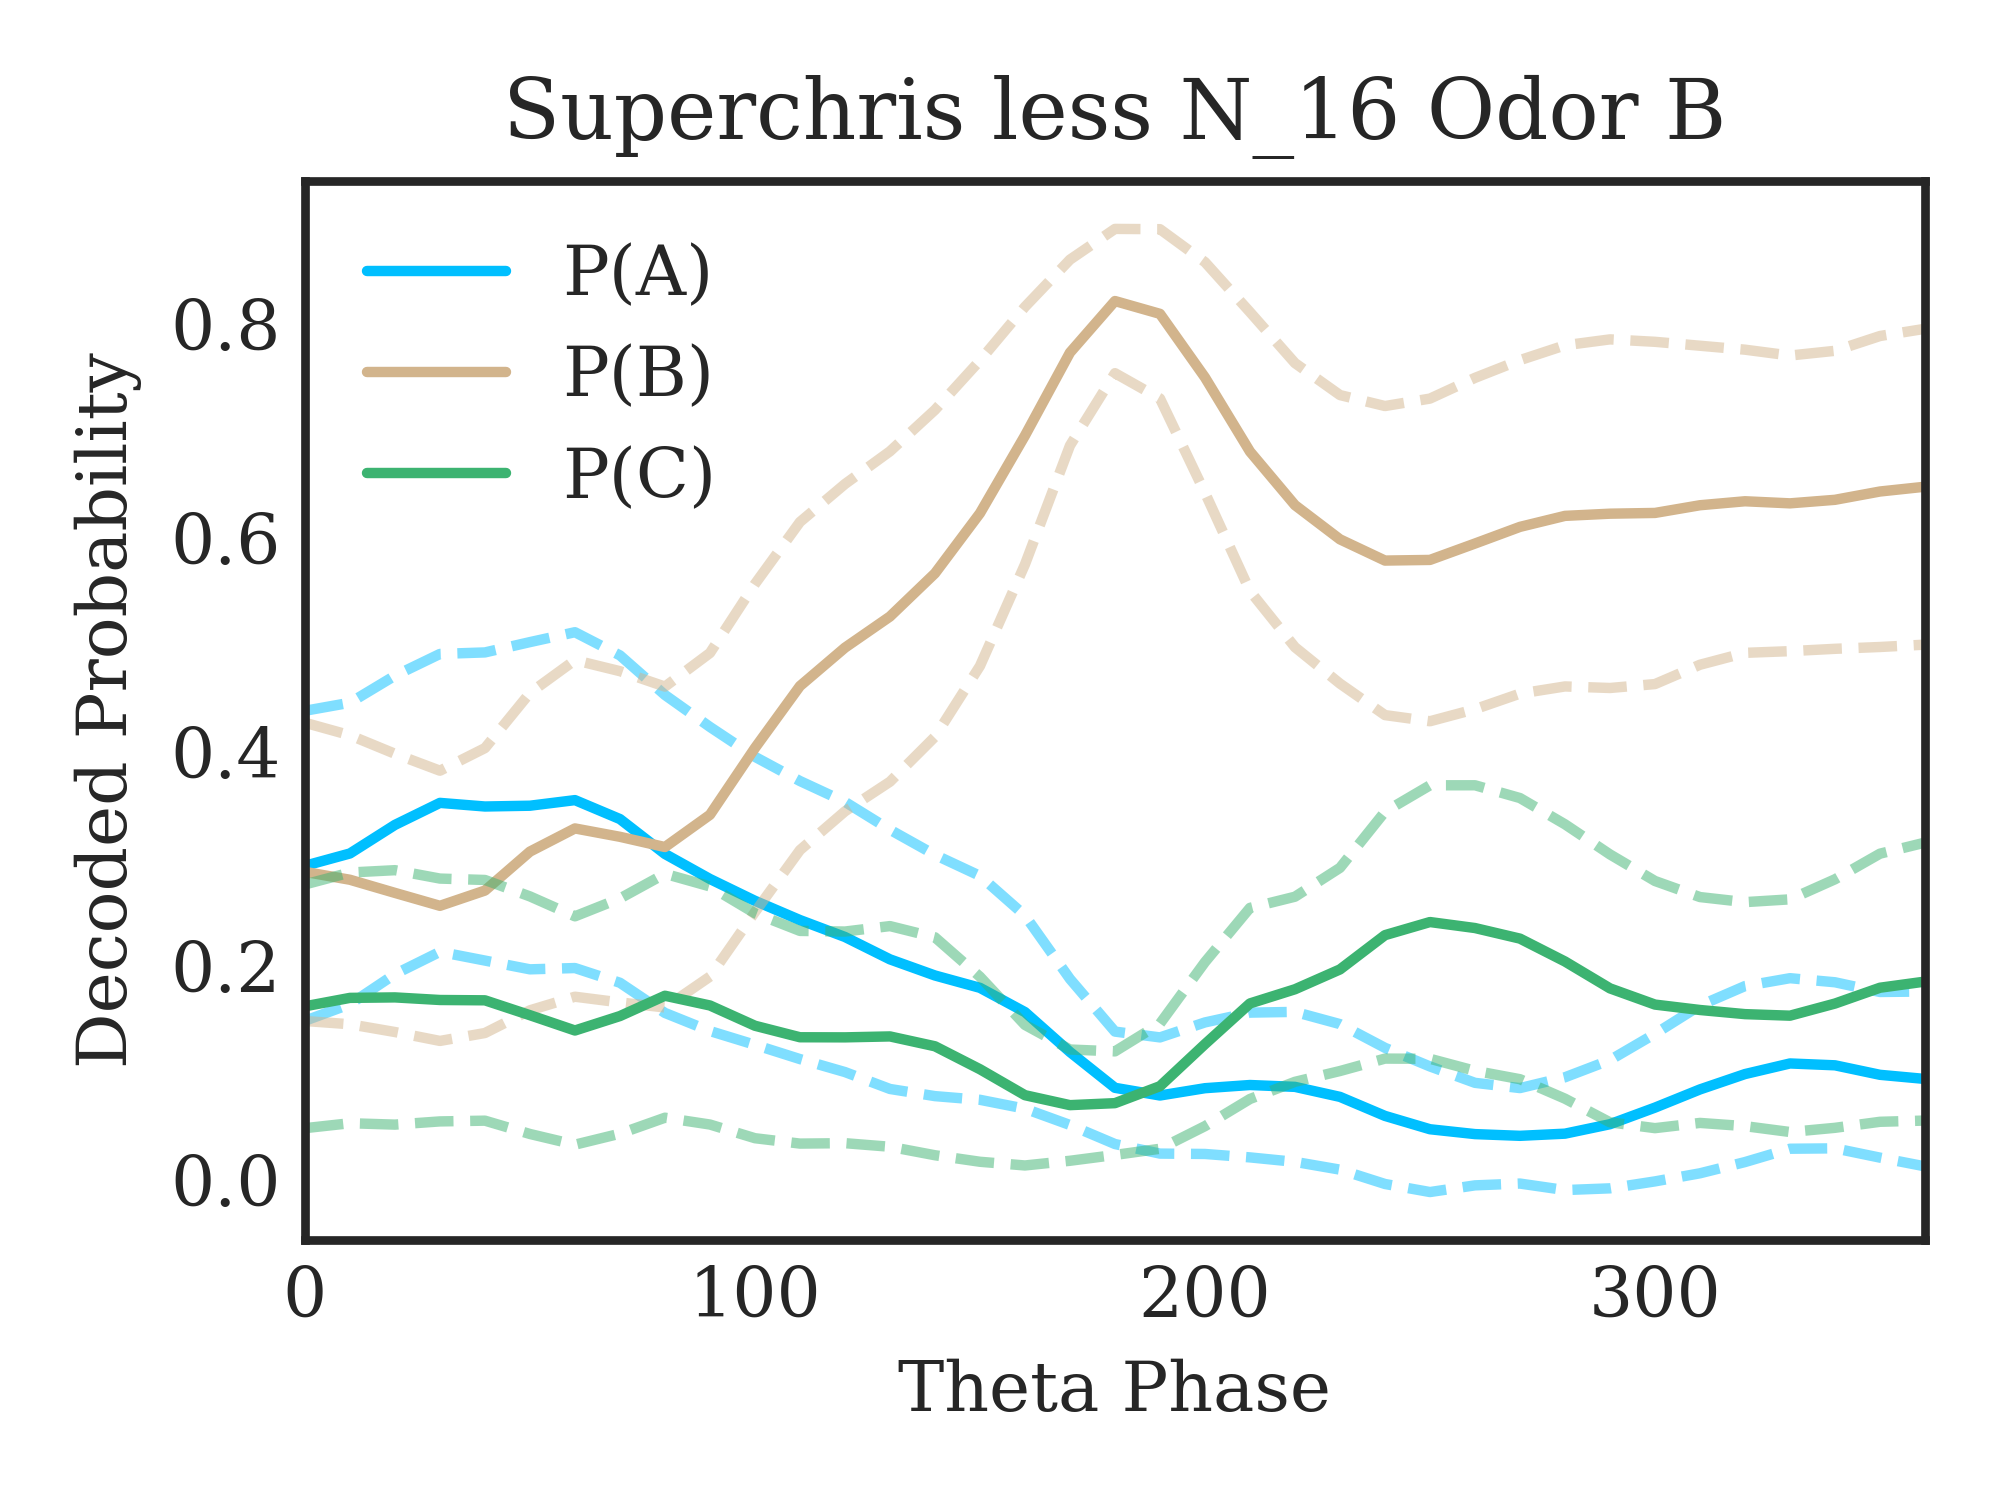 Superchris less N_16 Odor B
P(A)
P(B)
P(C)
0.8
0.6
0.4
0.2
0.0
Decoded Probability
0 100 200 300
Theta Phase